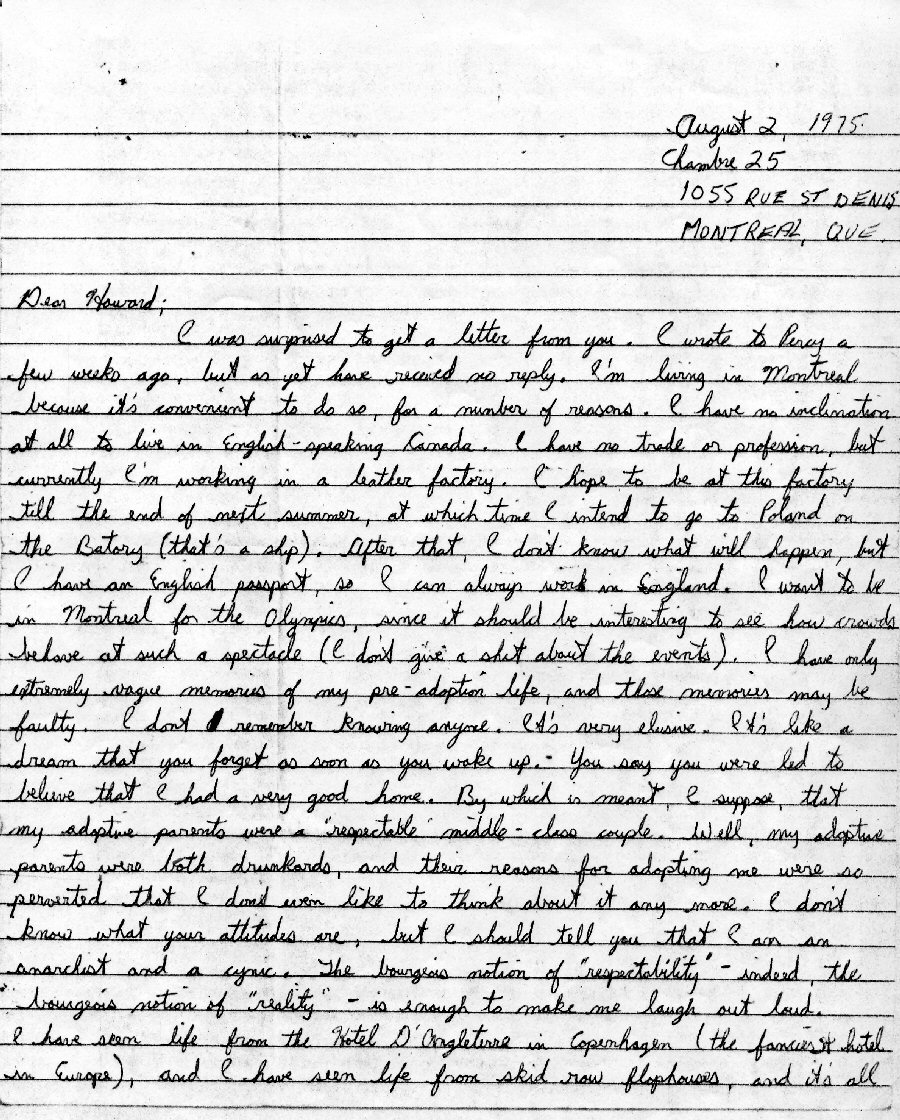 August 2, 1975.
Chambre 25
1055 RUE ST DENIS
MONTREAL, QUE.
Dear Howard;
I was surprised to get a letter from you. I wrote to Percy a
few weeks ago, but as yet have received no reply. I'm living in Montreal
because it's convenient to do so, for a number of reasons. I have no inclination
at all to live in English-speaking Canada. I have no trade or profession, but
currently I'm working in a leather factory. I hope to be at this factory
till the end of next summer, at which time I intend to go to Poland on
the Batory (that's a ship). After that, I don't know what will happen, but
I have an English passport, so I can always work in England. I want to be
in Montreal for the Olympics, since it should be interesting to see how crowds
behave at such a spectacle (I don't give a shit about the events). I have only
extremely vague memories of my pre-adoption life, and those memories may be
faulty. I don't remember knowing anyone. It's very elusive. It's like a
dream that you forget as soon as you wake up. - You say you were led to
believe that I had a very good home. By which is meant, I suppose, that
my adoptive parents were a "respectable" middle-class couple. Well, my adoptive
parents were both drunkards, and their reasons for adopting me were so
perverted that I don't even like to think about it any more. I don't
know what your attitudes are, but I should tell you that I am an
anarchist and a cynic. The bourgeois notion of "respectability" - indeed, the
bourgeois notion of "reality" - is enough to make me laugh out loud.
I have seen life from the Hotel D'Angleterre in Copenhagen (the fanciest hotel
in Europe), and I have seen life from skid row flophouses, and it's all